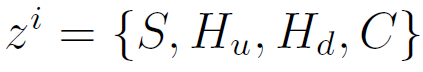 z^i = {S, H_u, H_d, C}